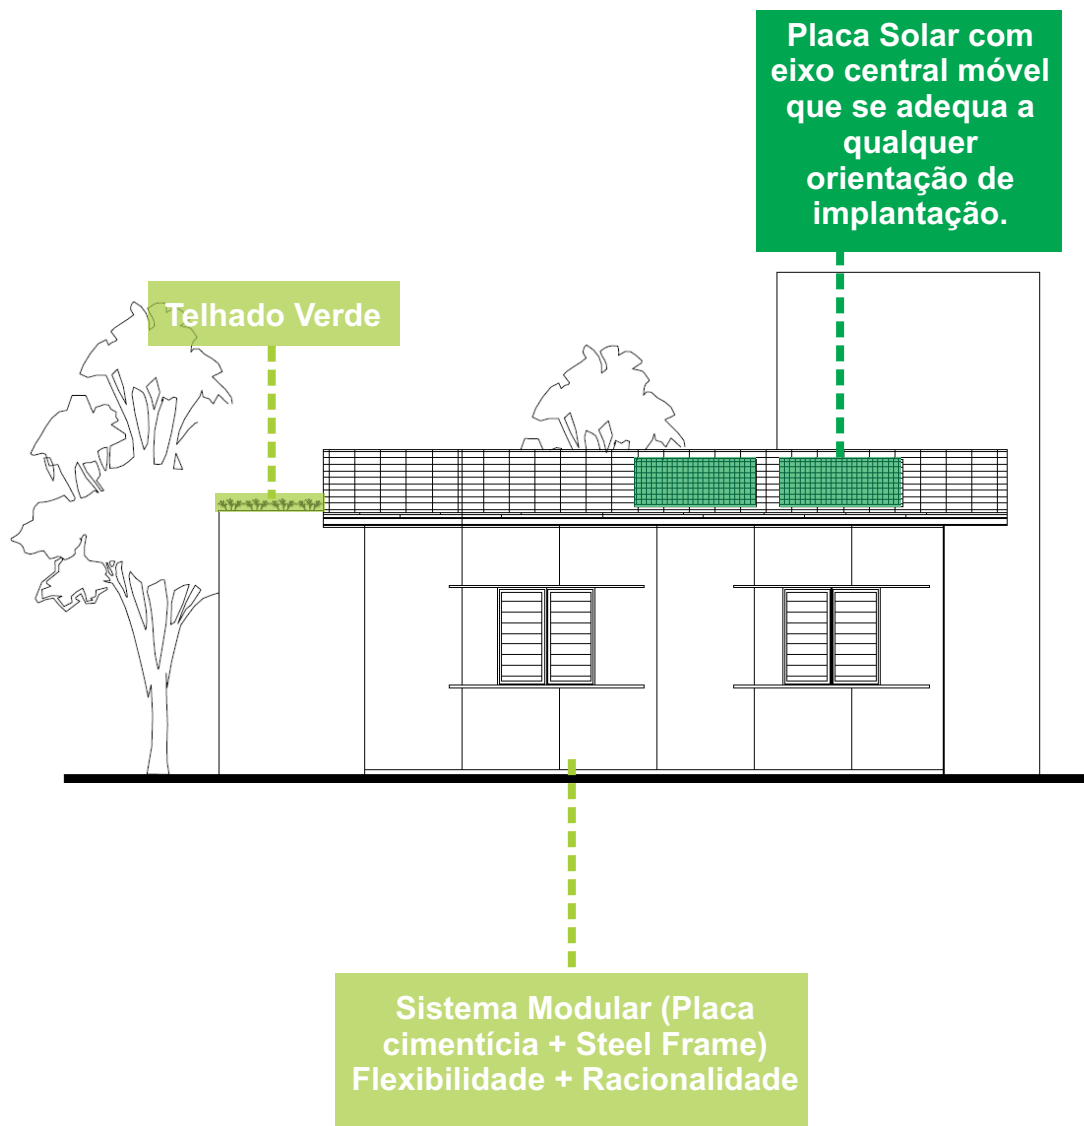 Placa Solar com
eixo central móvel
que se adequa a
qualquer
orientação de
implantação.
Telhado Verde
Sistema Modular (Placa
cimentícia + Steel Frame)
Flexibilidade + Racionalidade